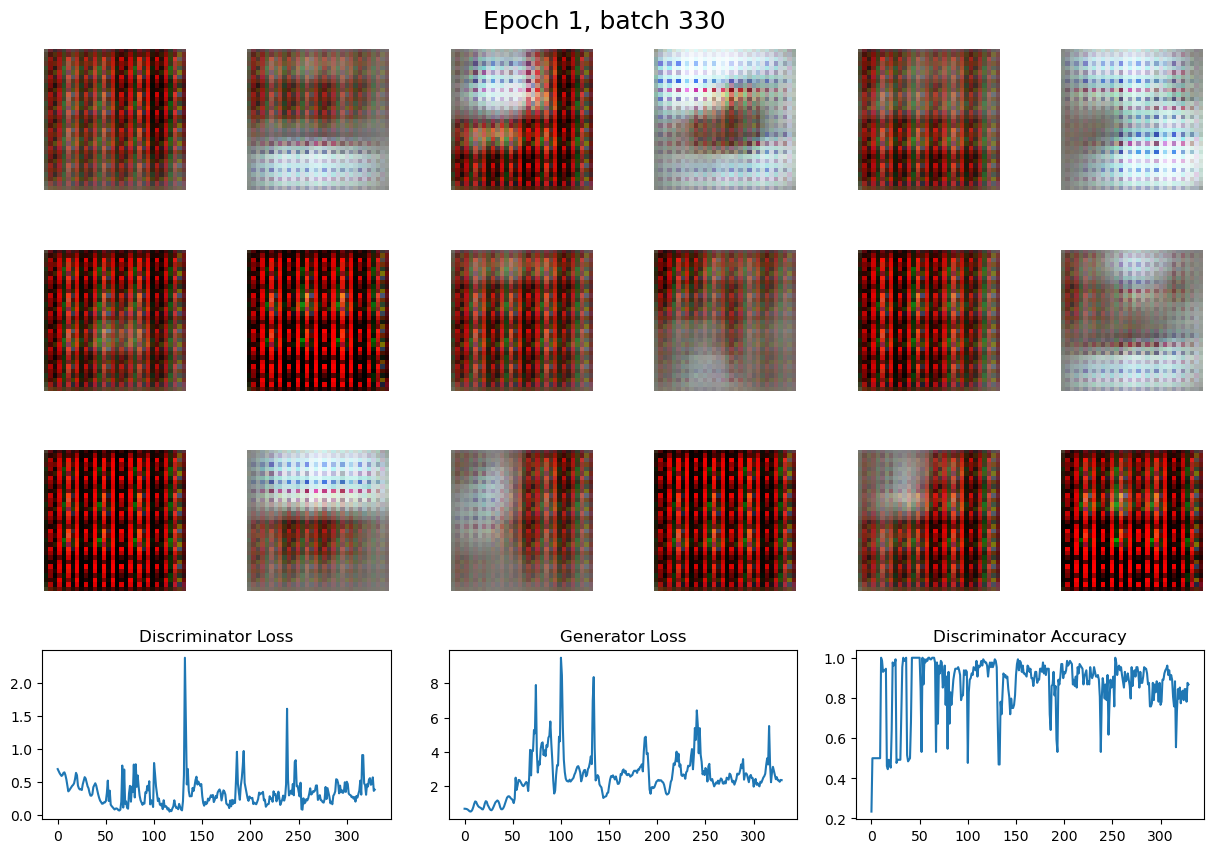 Epoch 1, batch 330
Discriminator Loss
Generator Loss
Discriminator Accuracy
2.0
1.5
1.0
0.5
0.0
0 50 100 150 200 250 300
8
6
4
2
0 50 100 150 200 250 300
1.0
0.8
0.6
0.4
0.2
0 50 100 150 200 250 300